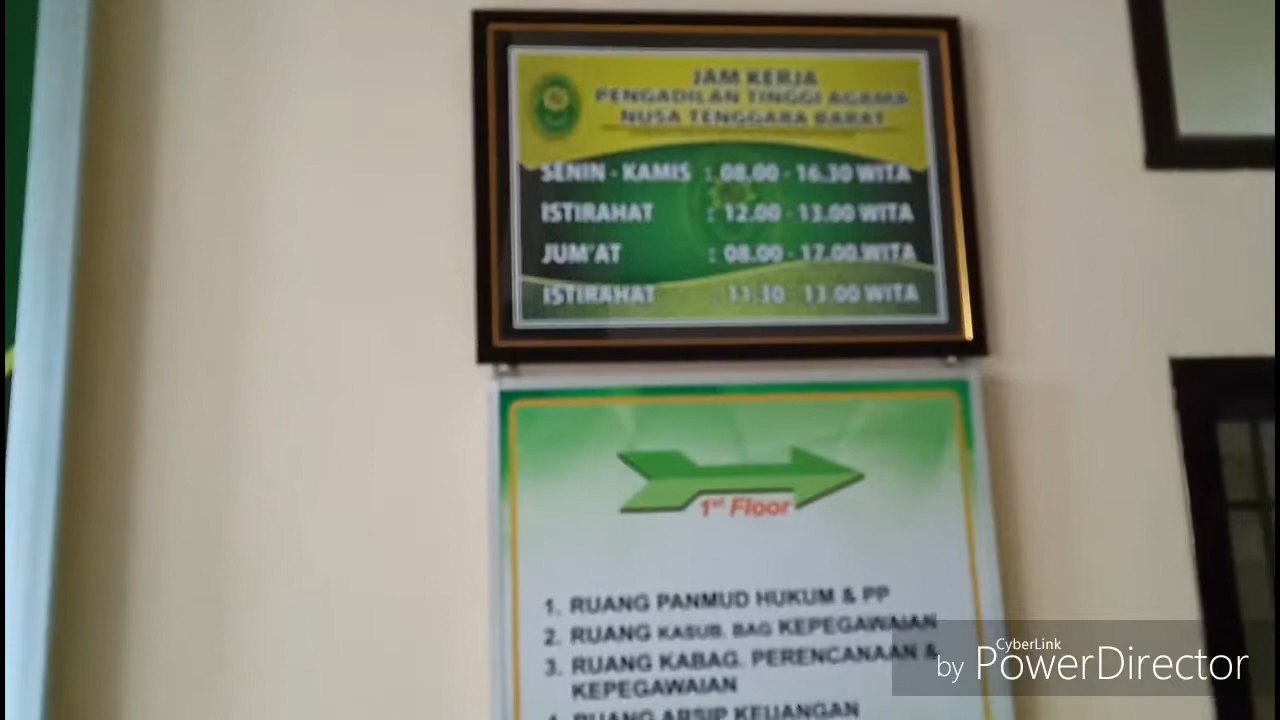 JAM KERJA
PENGADILAN TINGGI AGAMA
NUSA TENGGARA BARAT
SENIN - KAMIS : 08.00 - 16.30 WITA
ISTIRAHAT : 12.00 - 13.00 WITA
JUM'AT : 08.00 - 17.00 WITA
ISTIRAHAT : 11.30 - 13.00 WITA
1st Floor
1. RUANG PANMUD HUKUM & PP
2. RUANG KASUB. BAG KEPEGAWAIAN
3. RUANG KABAG. PERENCANAAN &
KEPEGAWAIAN
4. RUANG ARSIP KEUANGAN
CyberLink
by PowerDirector